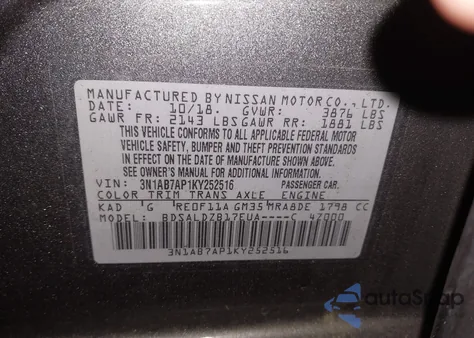 MANUFACTURED BY NISSAN MOTOR CO., LTD.
DATE: 10/18. GVWR: 3876 LBS
GAWR FR: 2143 LBS GAWR RR: 1881 LBS
THIS VEHICLE CONFORMS TO ALL APPLICABLE FEDERAL MOTOR
VEHICLE SAFETY, BUMPER, AND THEFT PREVENTION STANDARDS
IN EFFECT ON THE DATE OF MANUFACTURE SHOWN ABOVE.
SEE OWNER'S MANUAL FOR ADDITIONAL INFORMATION
VIN: 3N1AB7AP1KY252516 PASSENGER CAR.
COLOR TRIM TRANS AXLE ENGINE
KAD G RE0F11A GM35 MRA8DE 1798 CC
MODEL: BDSALDZB17EUA----C 47000
3N1AB7AP1KY252516
autoSnap